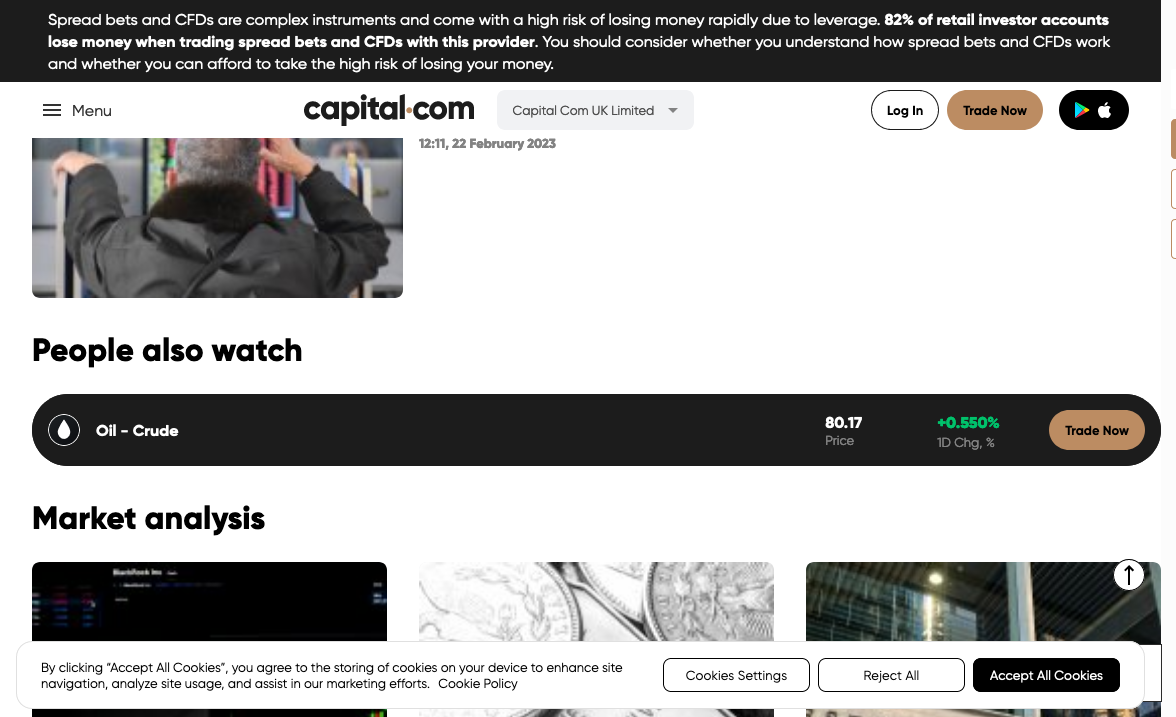 Spread bets and CFDs are complex instruments and come with a high risk of losing money rapidly due to leverage. 82% of retail investor accounts
lose money when trading spread bets and CFDs with this provider. You should consider whether you understand how spread bets and CFDs work
and whether you can afford to take the high risk of losing your money.
Menu
capital.com
Capital Com UK Limited
Log In
Trade Now
12:11, 22 February 2023
People also watch
Oil - Crude
80.17
Price
+0.550%
1D Chg, %
Trade Now
Market analysis
By clicking “Accept All Cookies”, you agree to the storing of cookies on your device to enhance site
navigation, analyze site usage, and assist in our marketing efforts. Cookie Policy
Cookies Settings
Reject All
Accept All Cookies